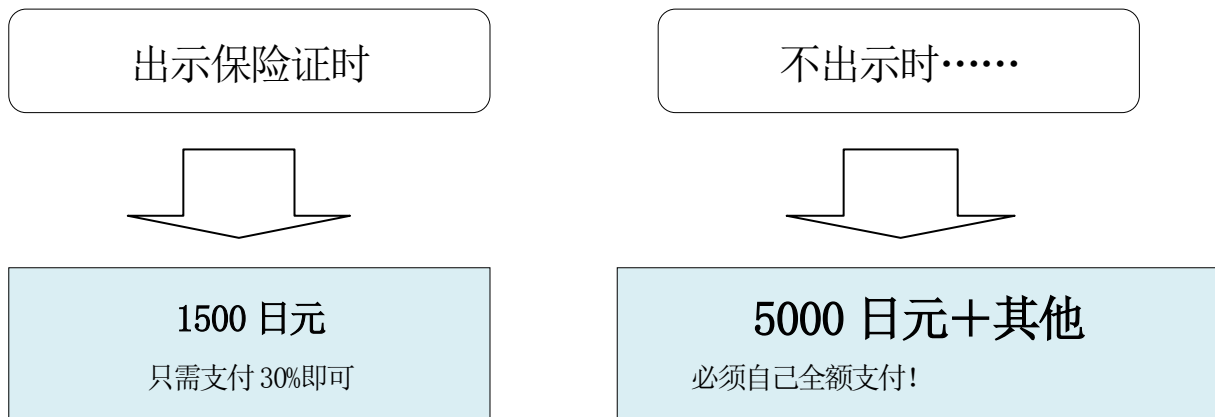 出示保险证时
不出示时……
1500 日元
只需支付 30%即可
5000 日元＋其他
必须自己全额支付！